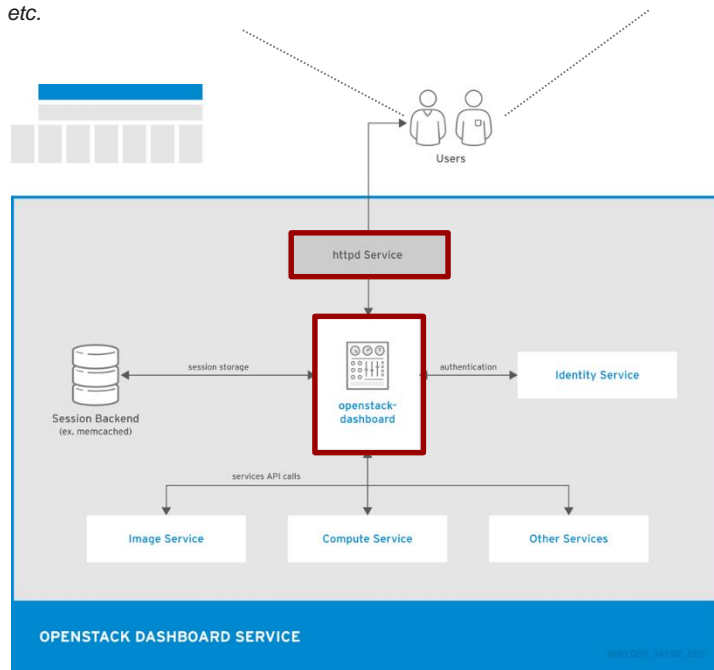 etc.
Users
httpd Service
session storage
authentication
Identity Service
openstack-
dashboard
Session Backend
(ex. memcached)
services API calls
Image Service
Compute Service
Other Services
OPENSTACK DASHBOARD SERVICE